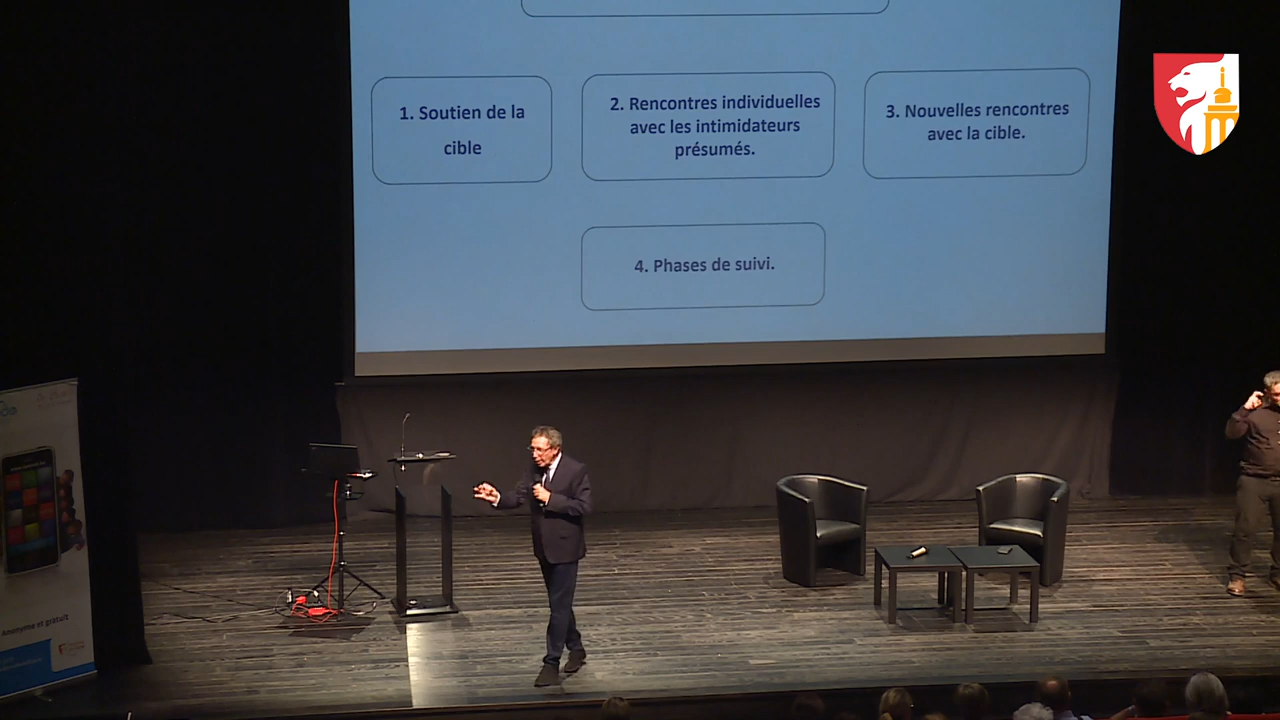 1. Soutien de la
cible
2. Rencontres individuelles
avec les intimidateurs
présumés.
3. Nouvelles rencontres
avec la cible.
4. Phases de suivi.
Anonyme et gratuit